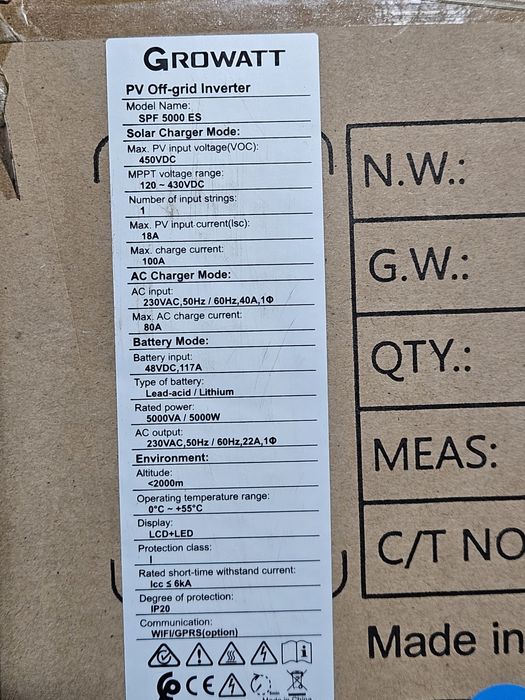 GROWATT
PV Off-grid Inverter
Model Name:
SPF 5000 ES
Solar Charger Mode:
Max. PV input voltage(VOC):
450VDC
MPPT voltage range:
120 ~ 430VDC
Number of input strings:
1
Max. PV input current(Isc):
18A
Max. charge current:
100A
AC Charger Mode:
AC input:
230VAC,50Hz / 60Hz,40A,1Φ
Max. AC charge current:
80A
Battery Mode:
Battery input:
48VDC,117A
Type of battery:
Lead-acid / Lithium
Rated power:
5000VA / 5000W
AC output:
230VAC,50Hz / 60Hz,22A,1Φ
Environment:
Altitude:
<2000m
Operating temperature range:
0°C ~ +55°C
Display:
LCD+LED
Protection class:
I
Rated short-time withstand current:
Icc ≤ 6kA
Degree of protection:
IP20
Communication:
WIFI/GPRS(option)
CE
Made in China
N.W.:
G.W.:
QTY.:
MEAS:
C/T NO
Made in